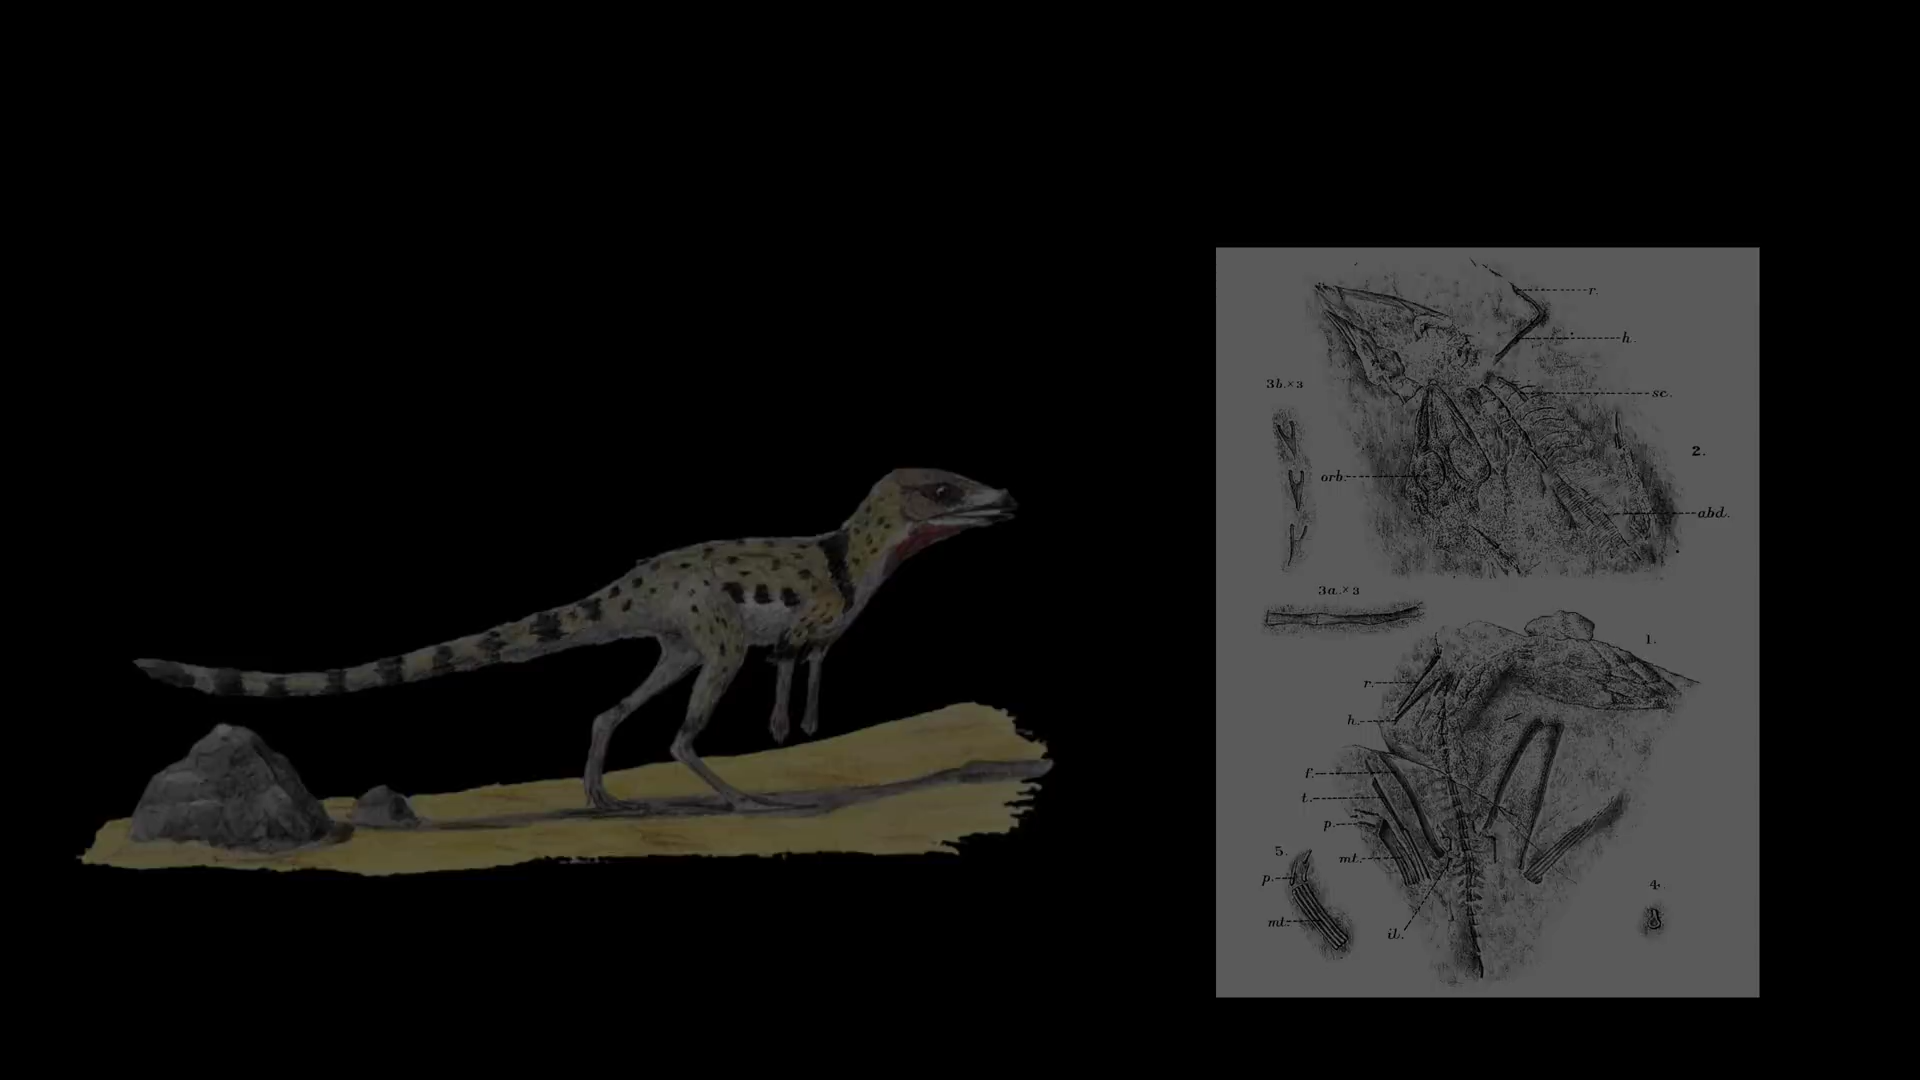 r.
h.
3b.×3
sc.
2.
orb.
abd.
3a.×3
1.
r.
h.
f.
t.
p.
5.
mt.
p.
4.
mt.
il.